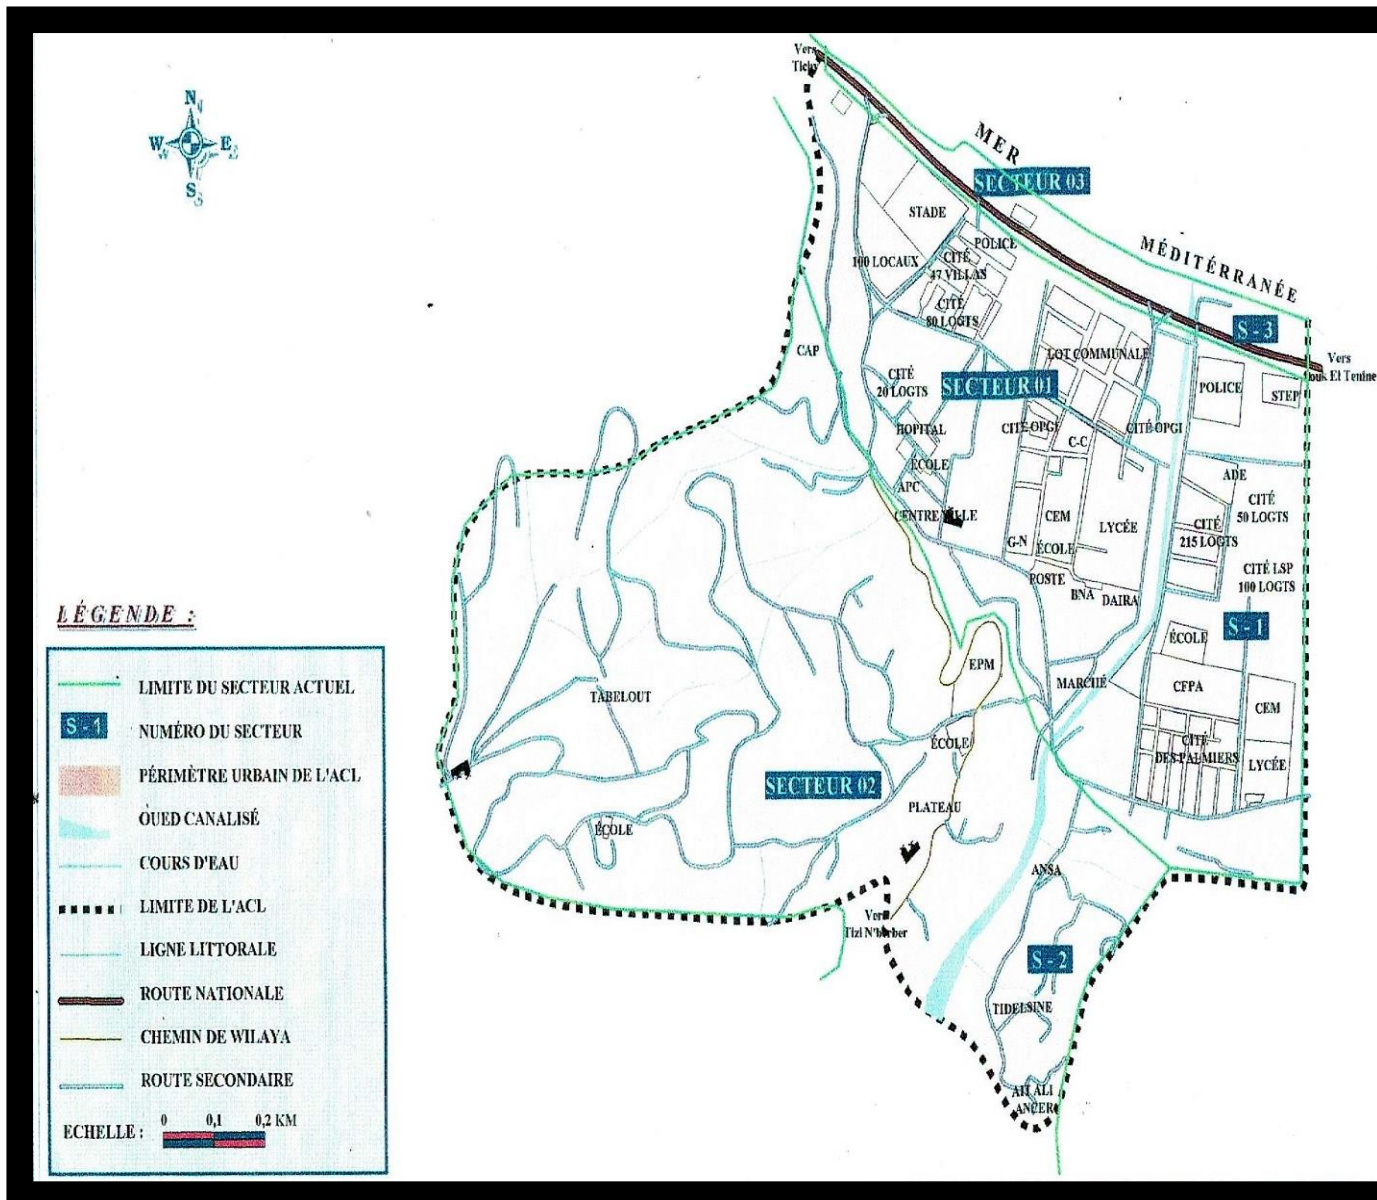 Vers
Tichy
N
W
E
S
MER
SECTEUR 03
MÉDITÉRRANÉE
STADE
POLICE
100 LOCAUX
CITÉ
47 VILLAS
CITÉ
80 LOGTS
S - 3
Vers
Et Tenine
CAP
LOT COMMUNALE
CITÉ
20 LOGTS
SECTEUR 01
POLICE
STEP
HOPITAL
CITÉ OPGI
CITÉ OPGI
C-C
ÉCOLE
ADE
APC
CITÉ
50 LOGTS
CENTRE VILLE
CEM
LYCÉE
CITÉ
215 LOGTS
G-N
ÉCOLE
CITÉ LSP
100 LOGTS
POSTE
BNA
DAIRA
S - 1
ÉCOLE
EPM
MARCHÉ
CFPA
TABELOUT
CEM
ÉCOLE
CITÉ
DES PALMIERS
LYCÉE
SECTEUR 02
PLATEAU
ÉCOLE
ANSA
Vers
Tizi N'berber
S - 2
TIDELSINE
AIT ALI
ANCER
LÉGENDE :
LIMITE DU SECTEUR ACTUEL
S - 1
NUMÉRO DU SECTEUR
PÉRIMÈTRE URBAIN DE L'ACL
OUED CANALISÉ
COURS D'EAU
LIMITE DE L'ACL
LIGNE LITTORALE
ROUTE NATIONALE
CHEMIN DE WILAYA
ROUTE SECONDAIRE
ECHELLE :
0 0,1 0,2 KM